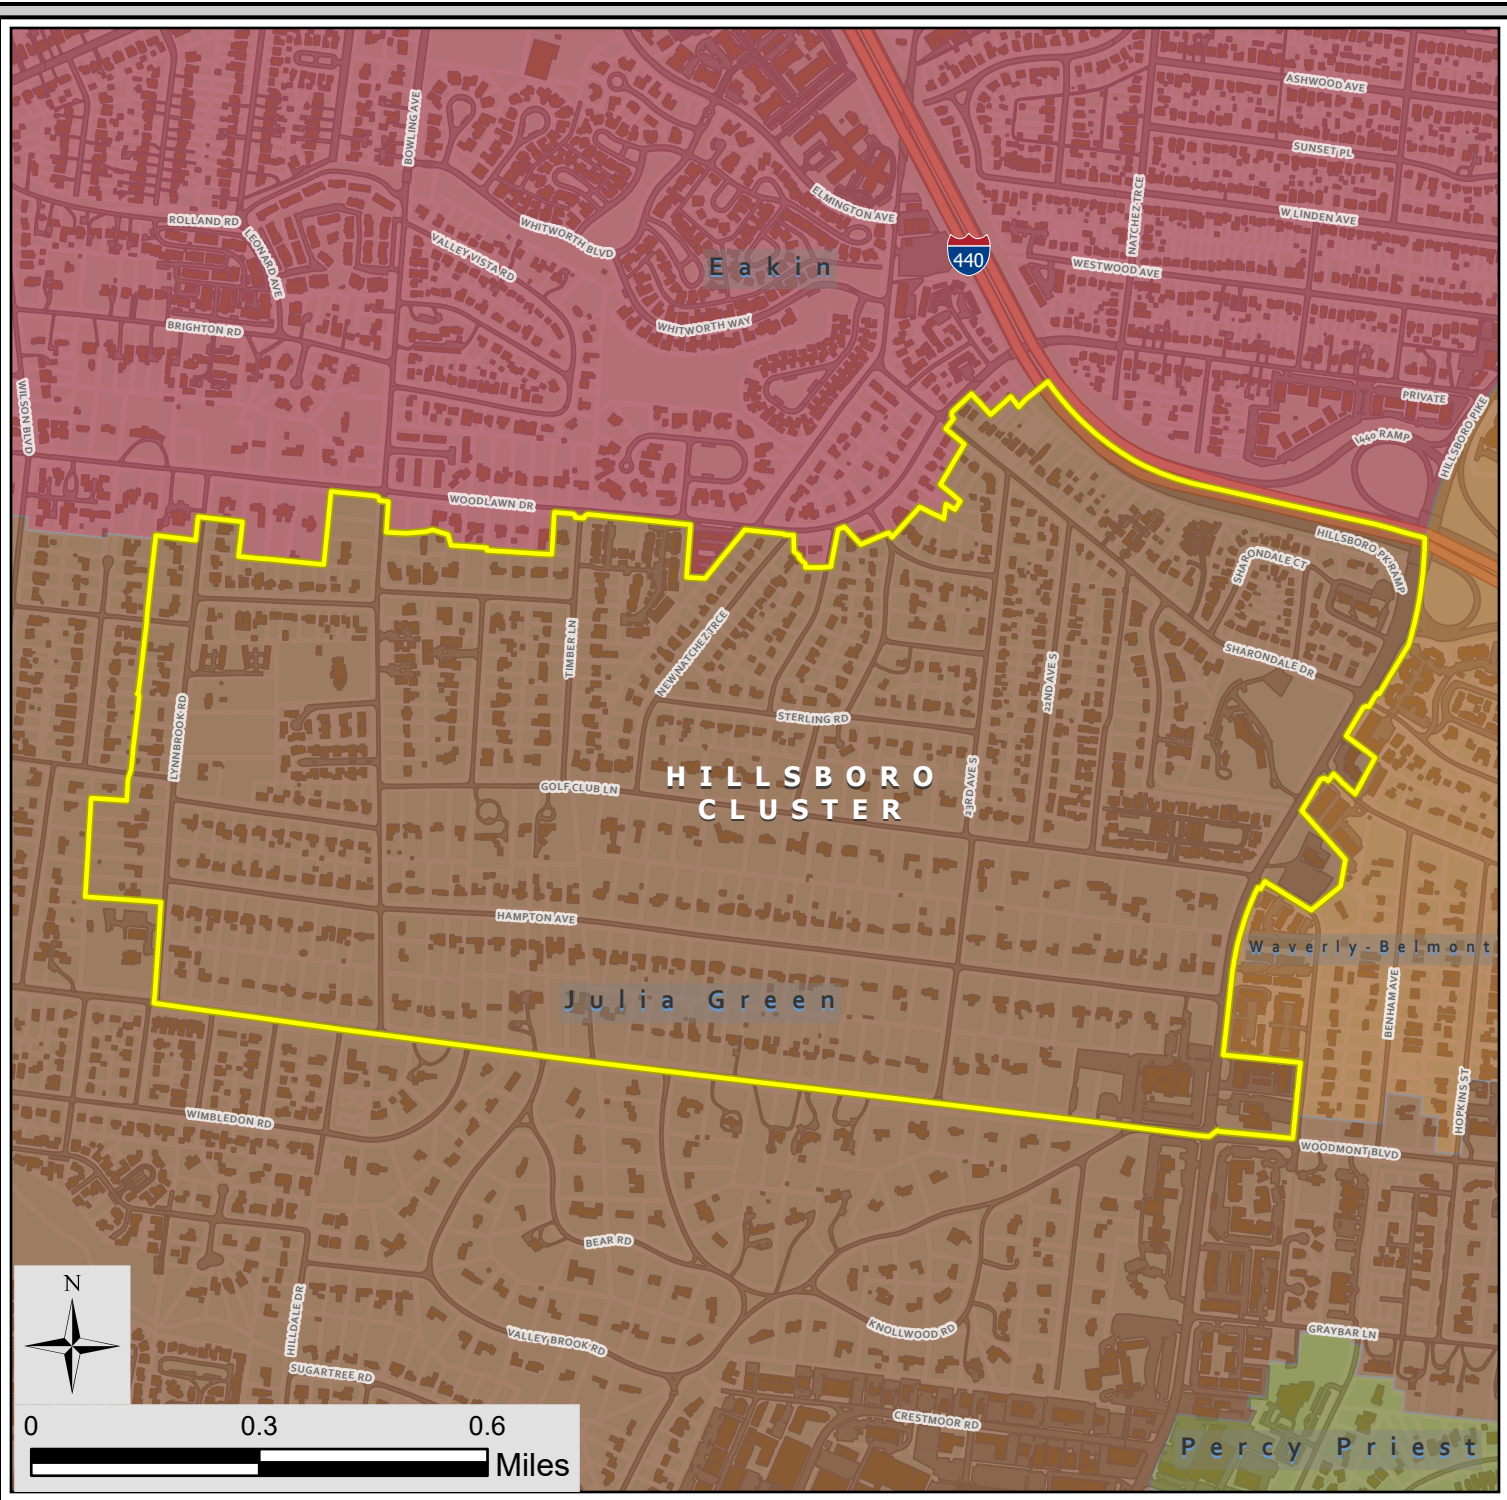 ASHWOOD AVE
BOWLING AVE
SUNSET PL
ELMINGTON AVE
NATCHEZ TRCE
W LINDEN AVE
ROLLAND RD
LEONARD AVE
WHITWORTH BLVD
VALLEY VISTA RD
Eakin
440
WESTWOOD AVE
BRIGHTON RD
WHITWORTH WAY
WILSON BLVD
PRIVATE
HILLSBORO PIKE
I440 RAMP
WOODLAWN DR
HILLSBORO PK RAMP
SHARONDALE CT
TIMBER LN
NEW NATCHEZ TRCE
22ND AVE S
SHARONDALE DR
LYNNBROOK RD
STERLING RD
23RD AVE S
GOLF CLUB LN
HILLSBORO
CLUSTER
HAMPTON AVE
Waverly-Belmont
Julia Green
BENHAM AVE
HOPKINS ST
WIMBLEDON RD
WOODMONT BLVD
BEAR RD
N
HILLDALE DR
VALLEY BROOK RD
KNOLLWOOD RD
GRAYBAR LN
SUGARTREE RD
CRESTMOOR RD
Percy Priest
0 0.3 0.6
Miles